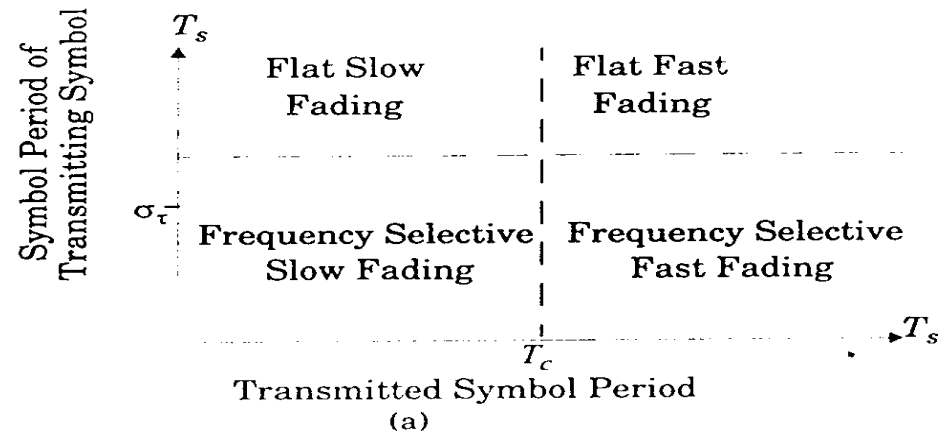 Symbol Period of
Transmitting Symbol
T_s
Flat Slow
Fading
Flat Fast
Fading
σ_τ
Frequency Selective
Slow Fading
Frequency Selective
Fast Fading
T_s
T_c
Transmitted Symbol Period
(a)